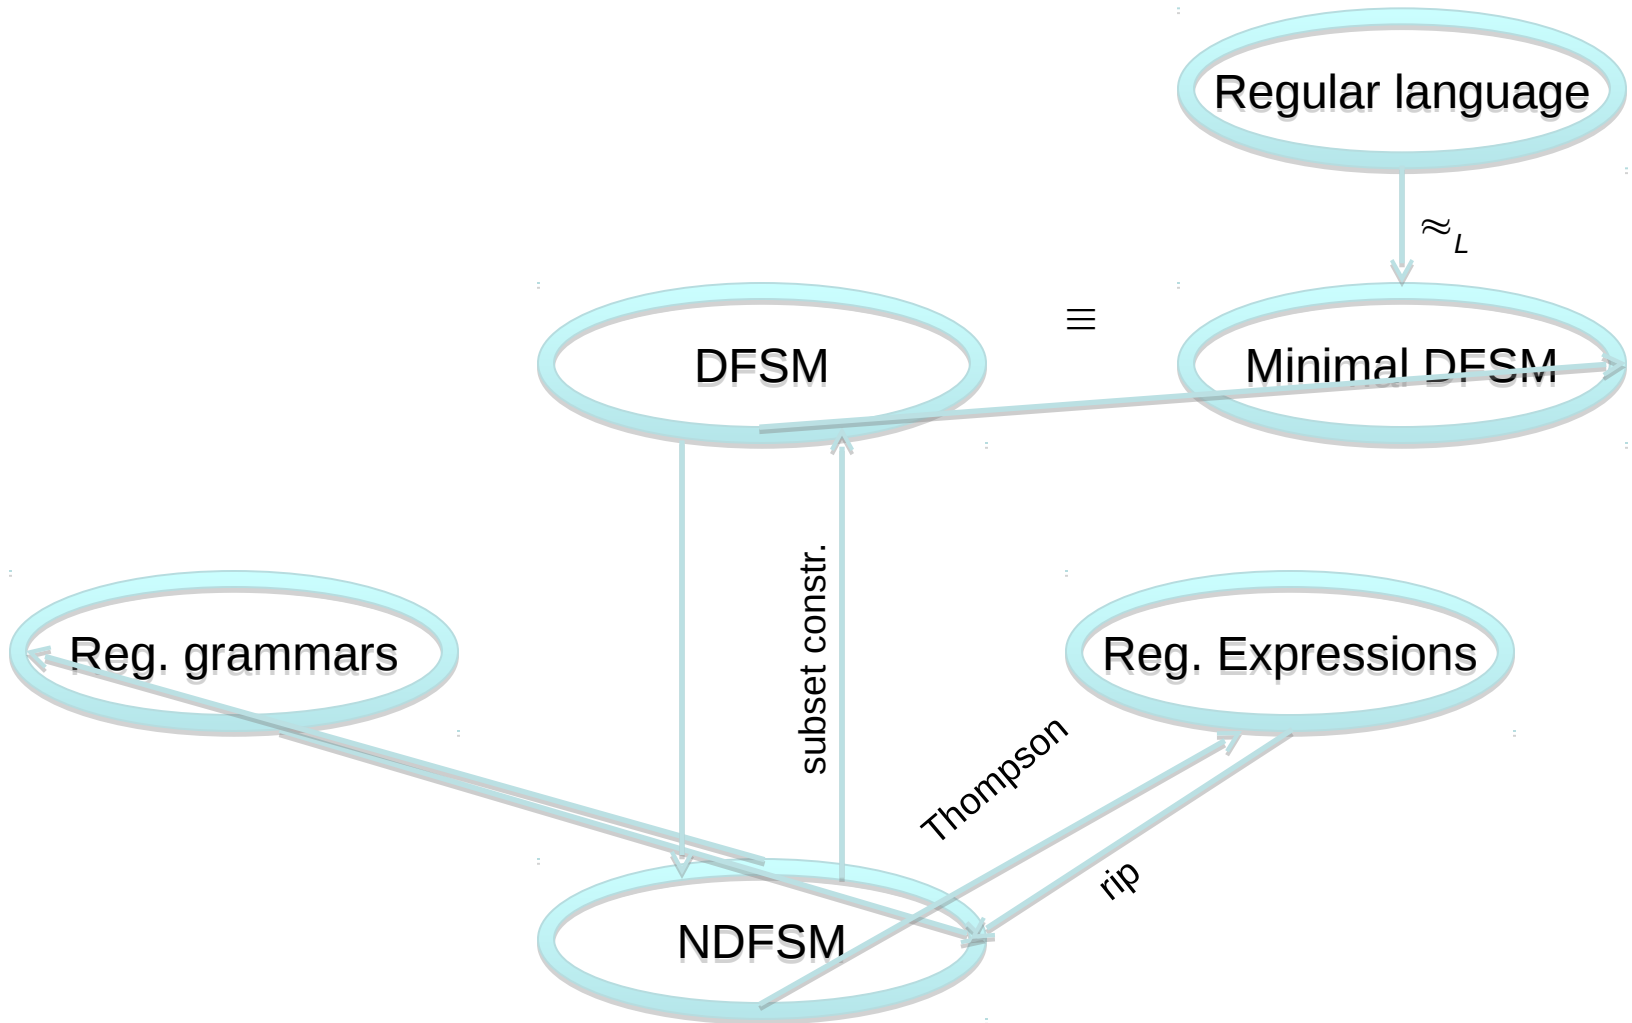 Regular language
≈L
≡
DFSM
Minimal DFSM
subset constr.
Reg. grammars
Reg. Expressions
Thompson
rip
NDFSM